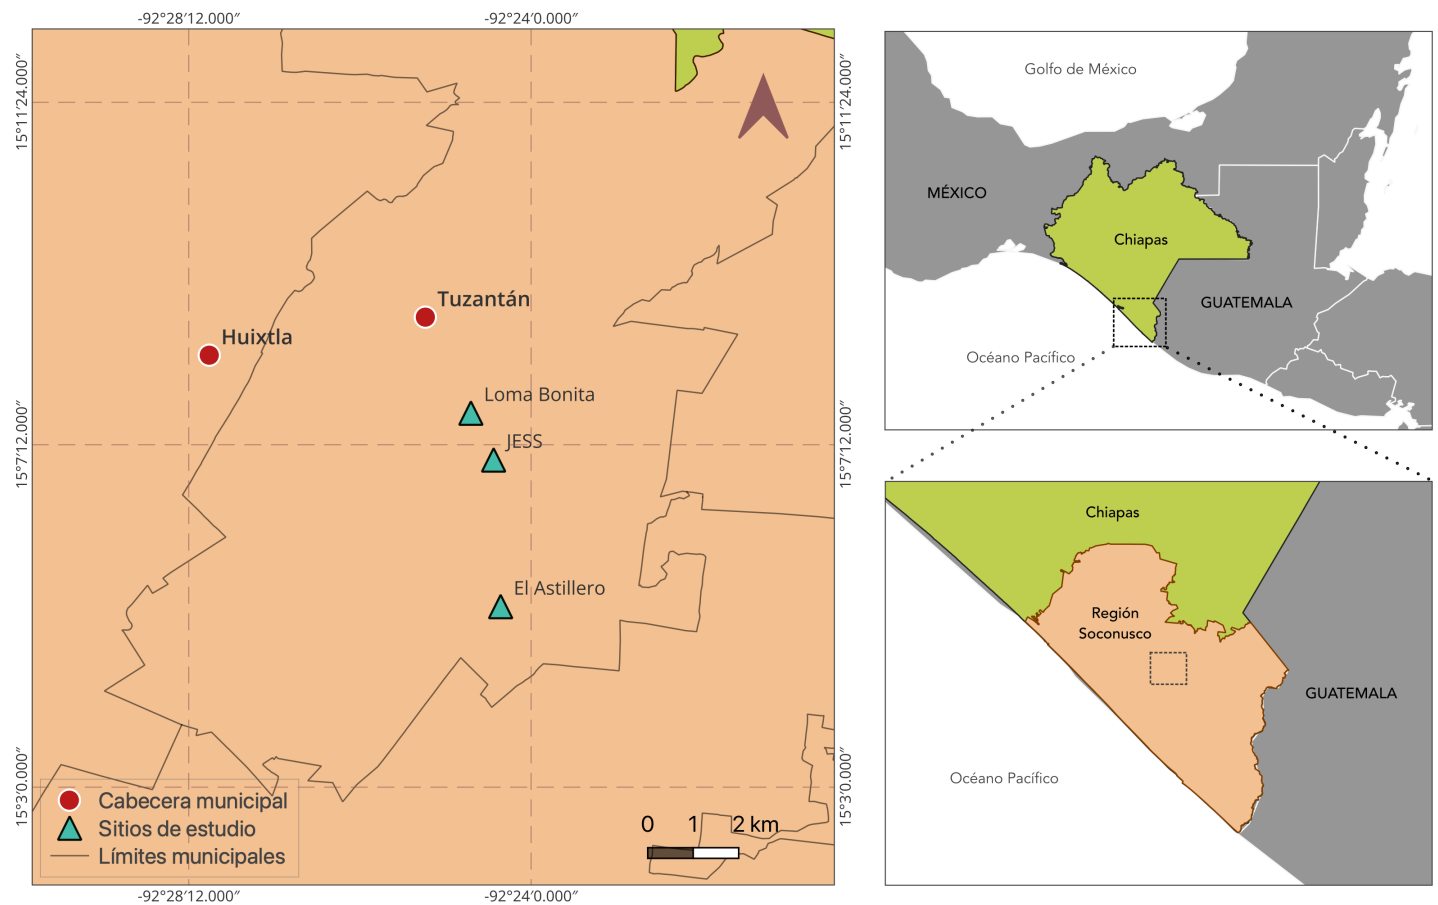 -92°28′12.000″
-92°24′0.000″
15°11′24.000″
15°11′24.000″
Tuzantán
Huixtla
Loma Bonita
JESS
15°7′12.000″
15°7′12.000″
El Astillero
15°3′0.000″
15°3′0.000″
Cabecera municipal
Sitios de estudio
Límites municipales
0 1 2 km
-92°28′12.000″
-92°24′0.000″
Golfo de México
MÉXICO
Chiapas
GUATEMALA
Océano Pacífico
Chiapas
Región
Soconusco
GUATEMALA
Océano Pacífico